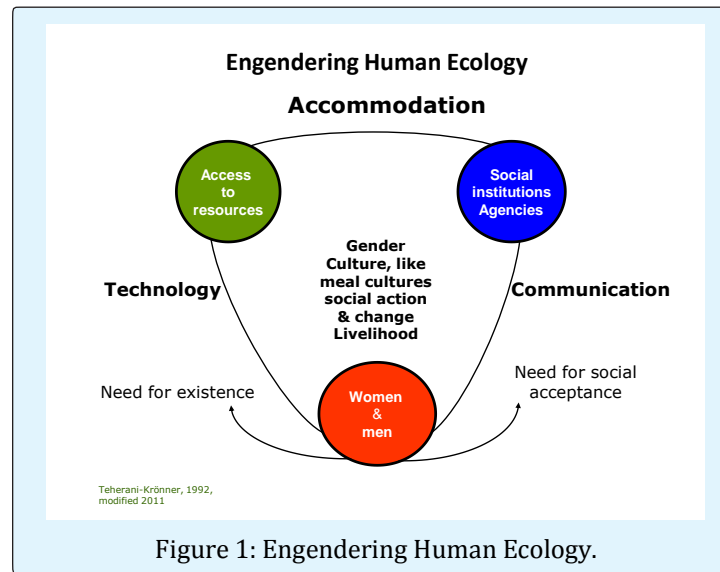 Engendering Human Ecology
Accommodation
Access
to
resources
Social
institutions
Agencies
Gender
Culture, like
meal cultures
social action
& change
Livelihood
Technology
Communication
Need for existence
Need for social
acceptance
Women
&
men
Teherani-Krönner, 1992,
modified 2011
Figure 1: Engendering Human Ecology.